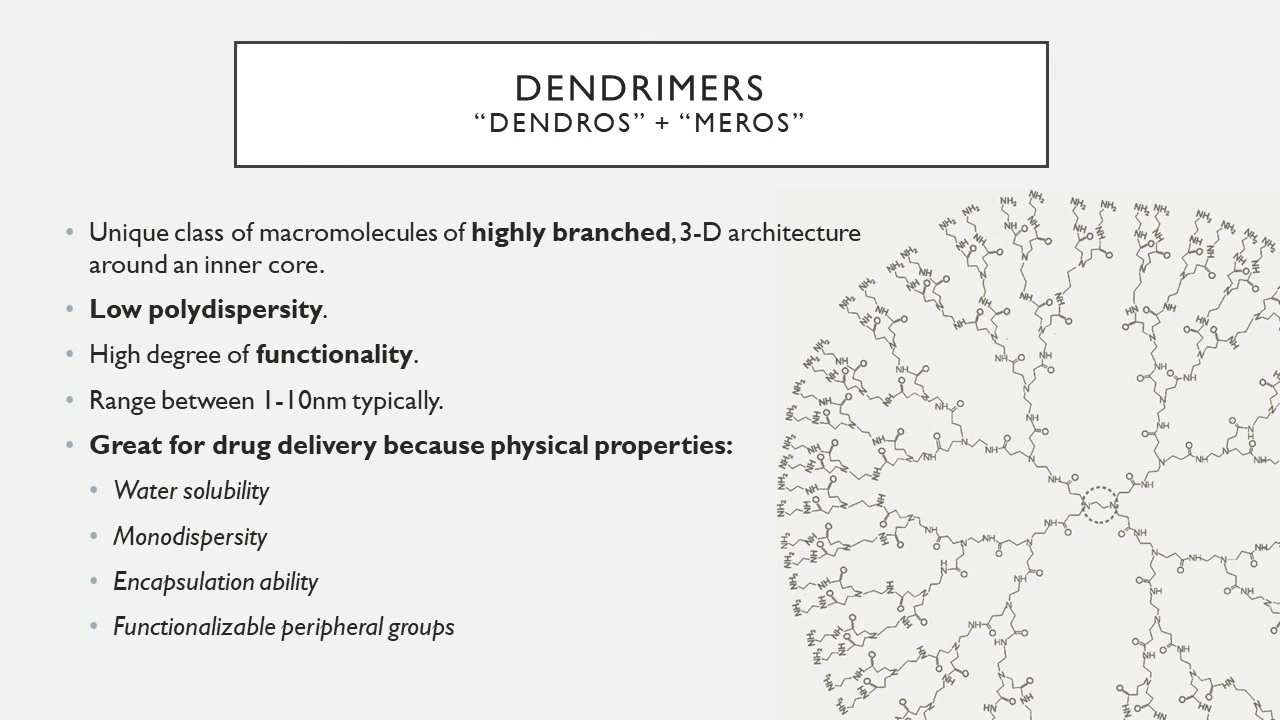 DENDRIMERS
“DENDROS” + “MEROS”
• Unique class of macromolecules of highly branched, 3-D architecture
around an inner core.
• Low polydispersity.
• High degree of functionality.
• Range between 1-10nm typically.
• Great for drug delivery because physical properties:
• Water solubility
• Monodispersity
• Encapsulation ability
• Functionalizable peripheral groups